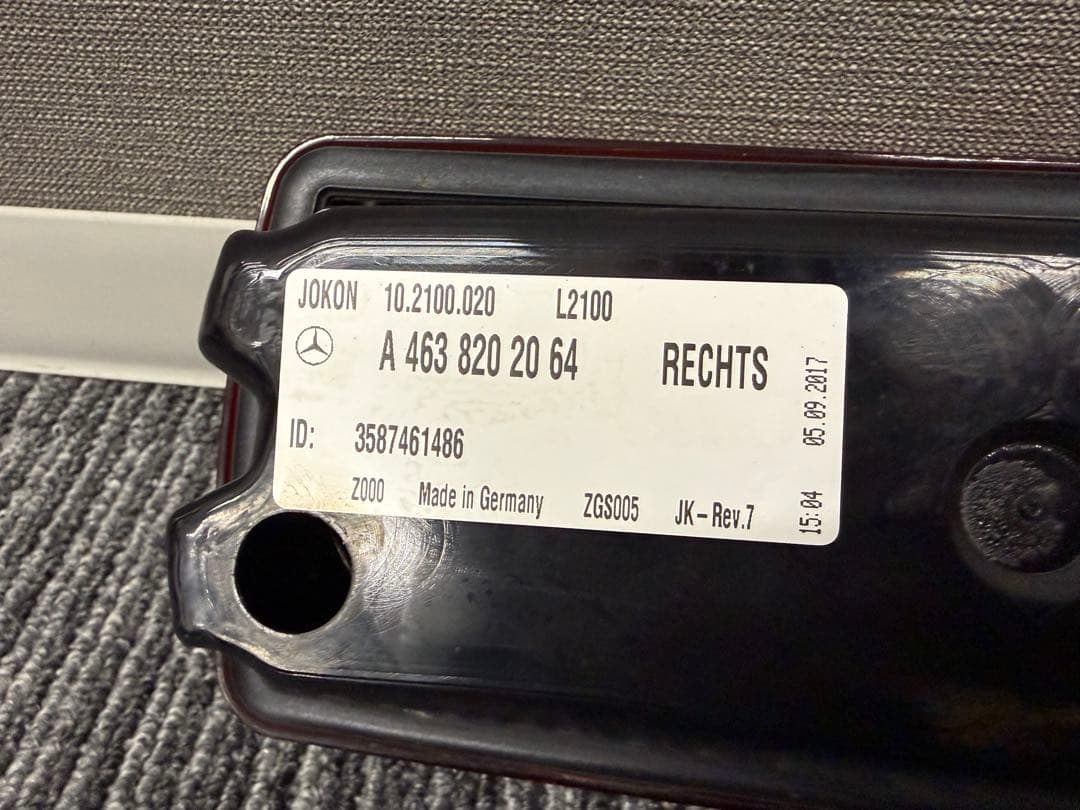 JOKON 10.2100.020 L2100
A 463 820 20 64 RECHTS
ID: 3587461486
Z000 Made in Germany ZGS005 JK-Rev.7
15:04 05.09.2017